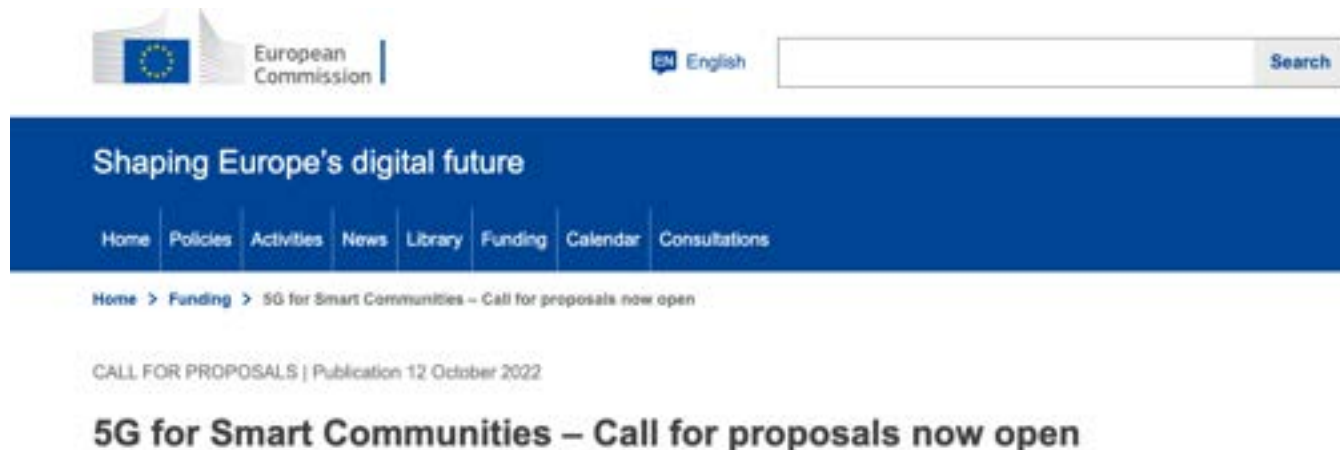 European
Commission
EN English
Search
Shaping Europe's digital future
Home Policies Activities News Library Funding Calendar Consultations
Home > Funding > 5G for Smart Communities – Call for proposals now open
CALL FOR PROPOSALS | Publication 12 October 2022
5G for Smart Communities – Call for proposals now open